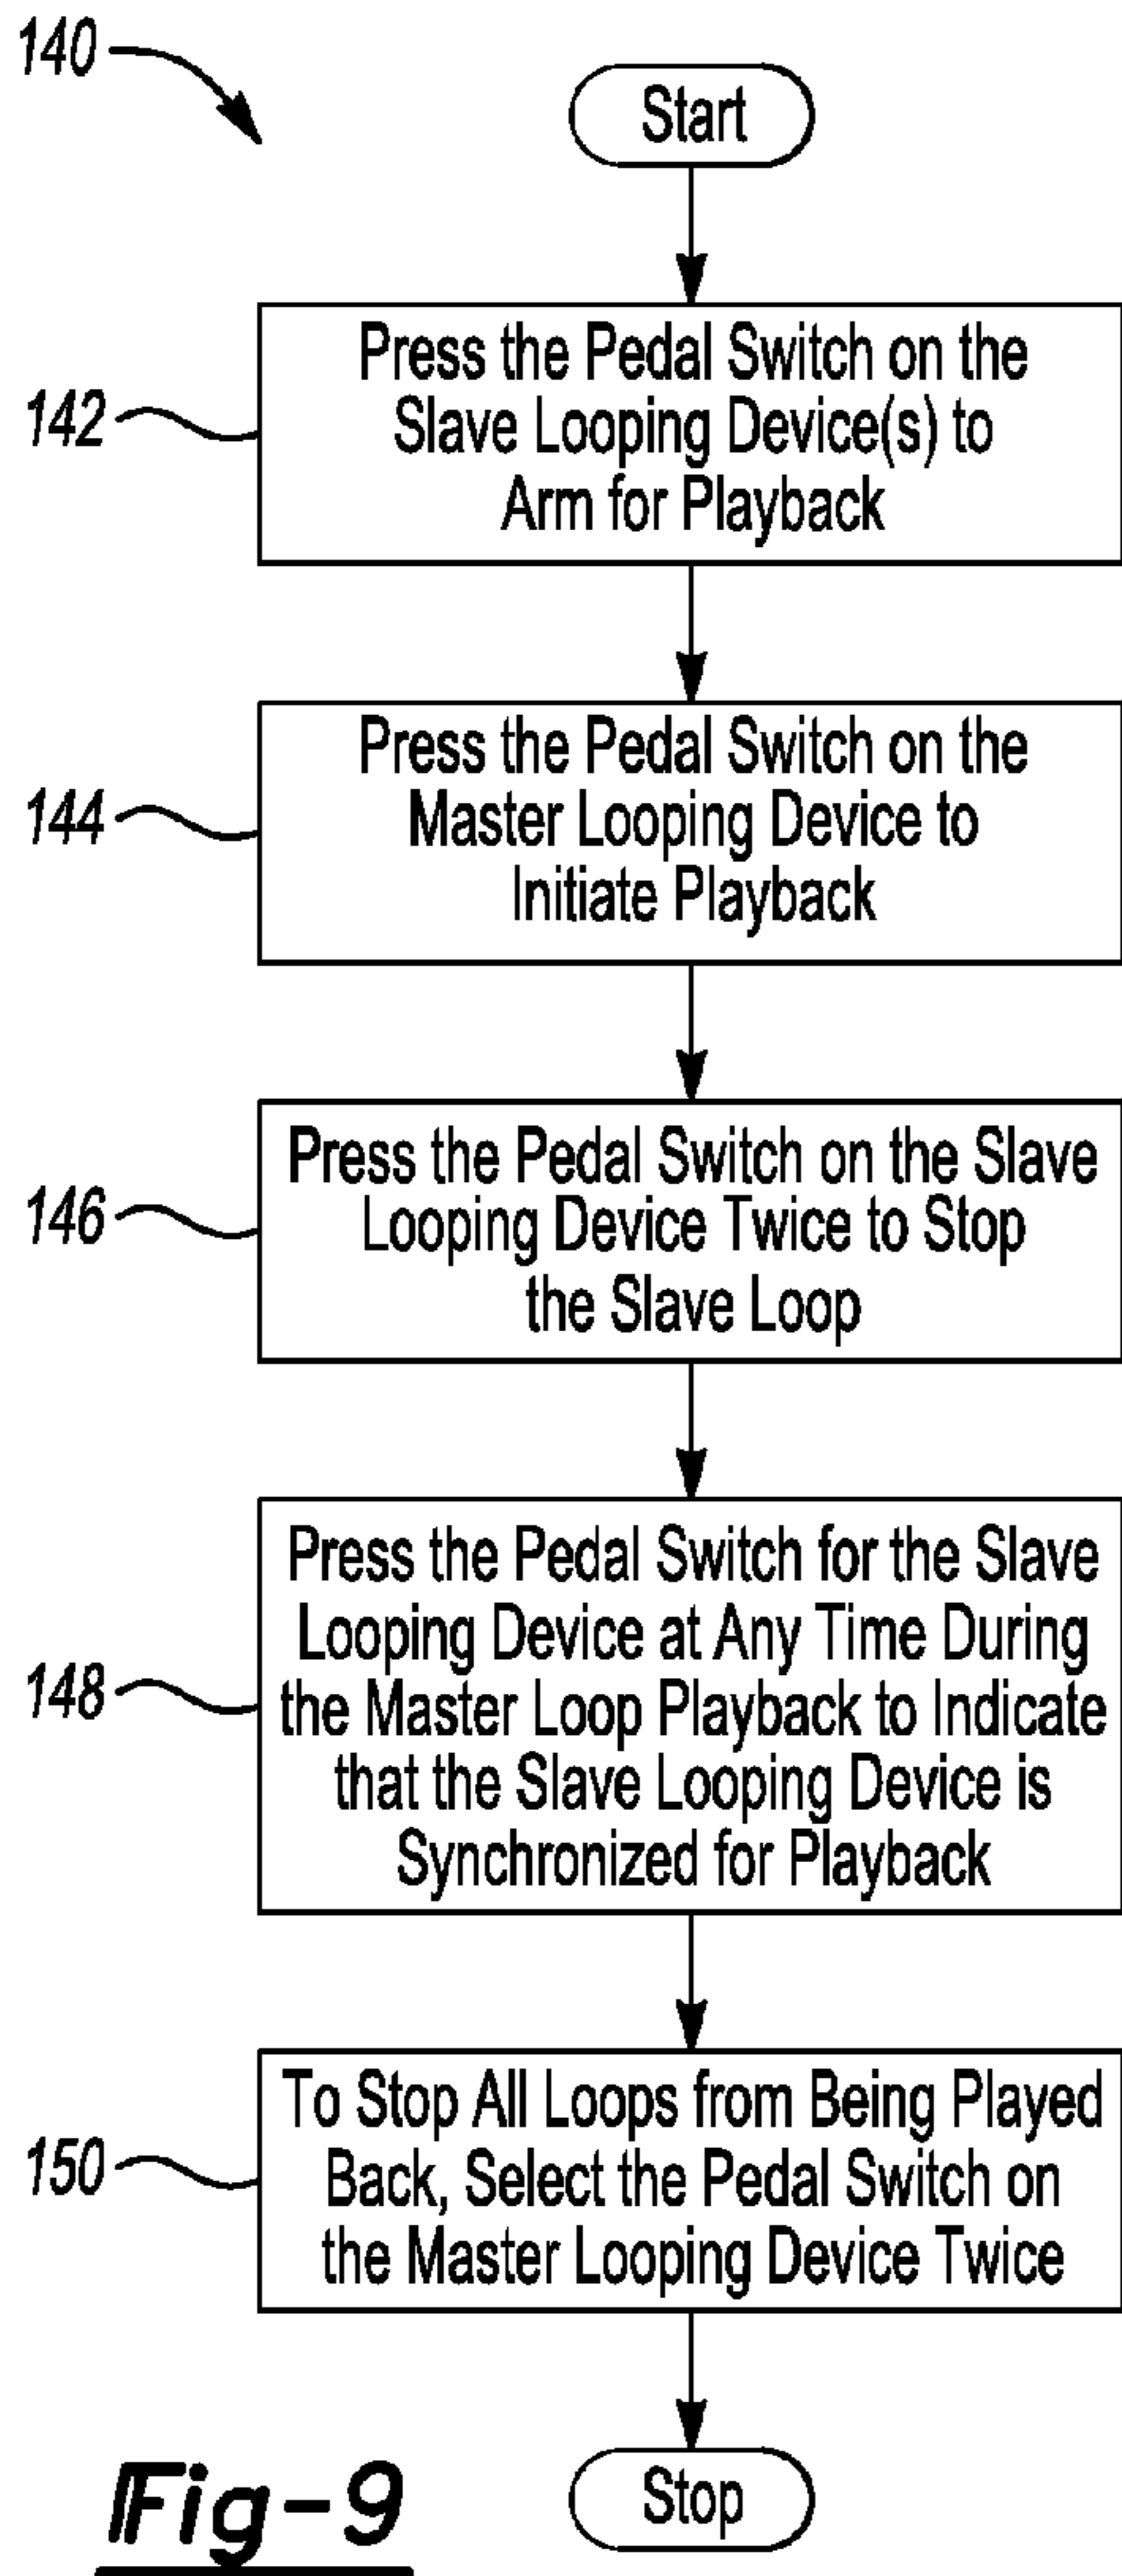 140
Start
142
Press the Pedal Switch on the
Slave Looping Device(s) to
Arm for Playback
144
Press the Pedal Switch on the
Master Looping Device to
Initiate Playback
146
Press the Pedal Switch on the Slave
Looping Device Twice to Stop
the Slave Loop
148
Press the Pedal Switch for the Slave
Looping Device at Any Time During
the Master Loop Playback to Indicate
that the Slave Looping Device is
Synchronized for Playback
150
To Stop All Loops from Being Played
Back, Select the Pedal Switch on
the Master Looping Device Twice
Stop
Fig-9